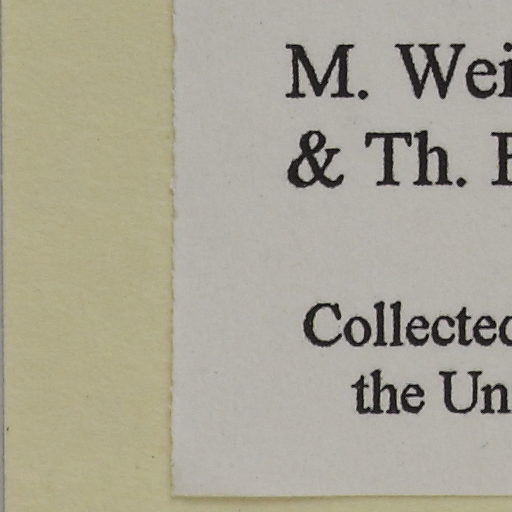 M. Wei
& Th.
Collected
the Un